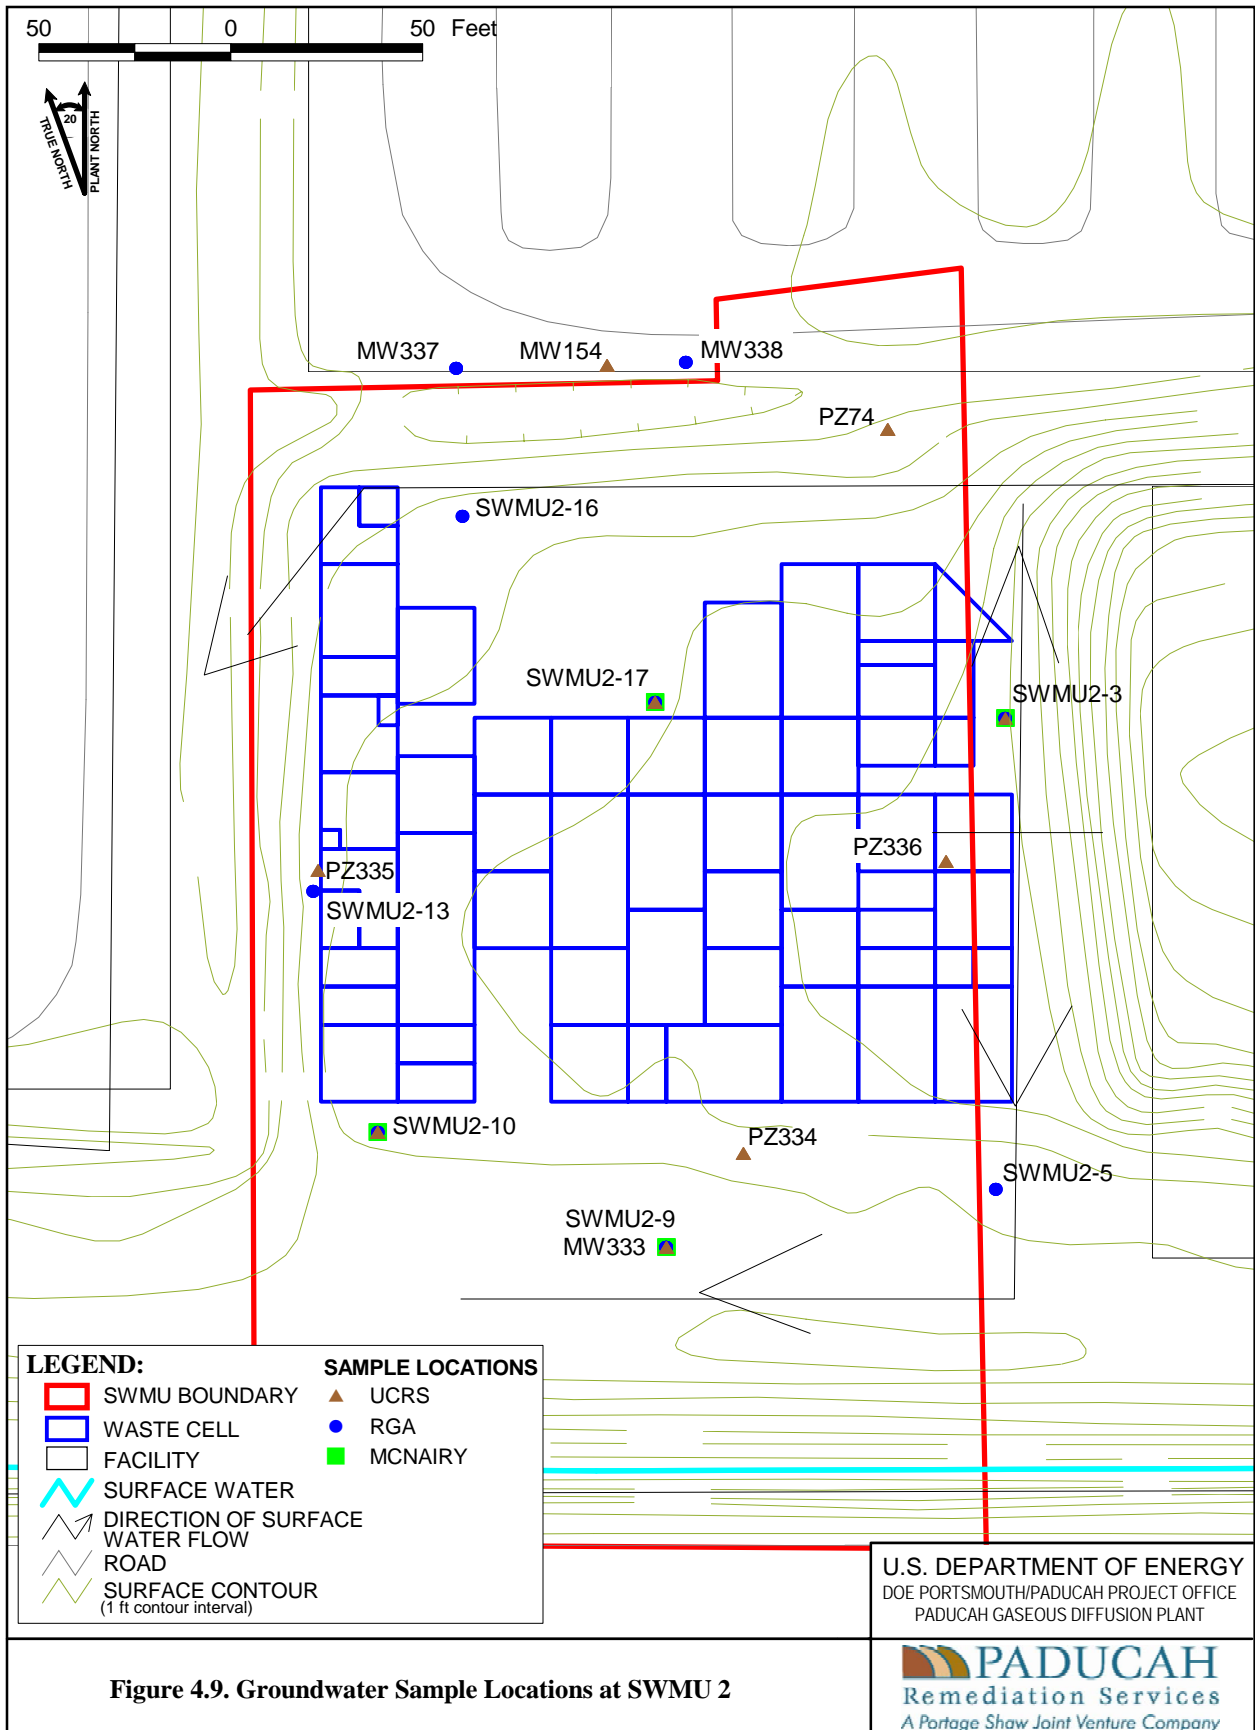 50 0 50 Feet
20
TRUE NORTH
PLANT NORTH
MW337
MW154
MW338
PZ74
SWMU2-16
SWMU2-17
SWMU2-3
PZ336
PZ335
SWMU2-13
SWMU2-10
PZ334
SWMU2-5
SWMU2-9
MW333
LEGEND:
SWMU BOUNDARY
WASTE CELL
FACILITY
SURFACE WATER
DIRECTION OF SURFACE
WATER FLOW
ROAD
SURFACE CONTOUR
(1 ft contour interval)
SAMPLE LOCATIONS
UCRS
RGA
MCNAIRY
U.S. DEPARTMENT OF ENERGY
DOE PORTSMOUTH/PADUCAH PROJECT OFFICE
PADUCAH GASEOUS DIFFUSION PLANT
Figure 4.9. Groundwater Sample Locations at SWMU 2
PADUCAH
Remediation Services
A Portage Shaw Joint Venture Company